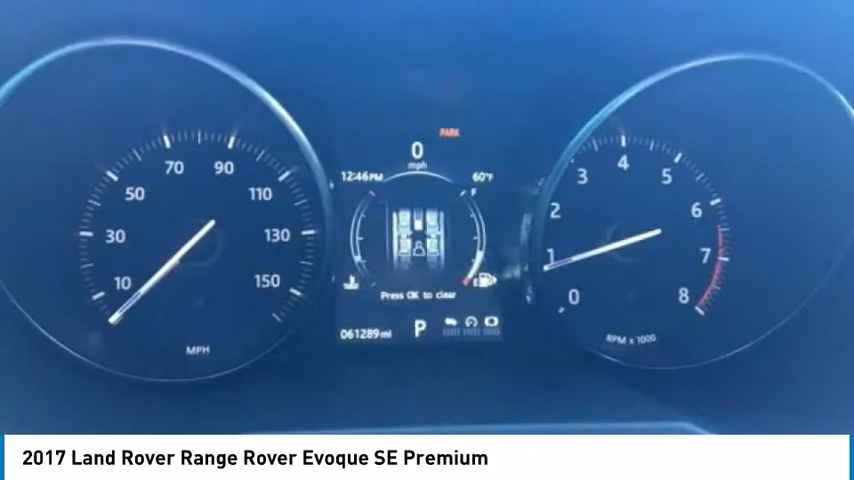 PARK
0
mph
12:46PM
60°F
F
E
Press OK to clear
061289mi
P
10 30 50 70 90 110 130 150
MPH
0 1 2 3 4 5 6 7 8
RPM x 1000
2017 Land Rover Range Rover Evoque SE Premium